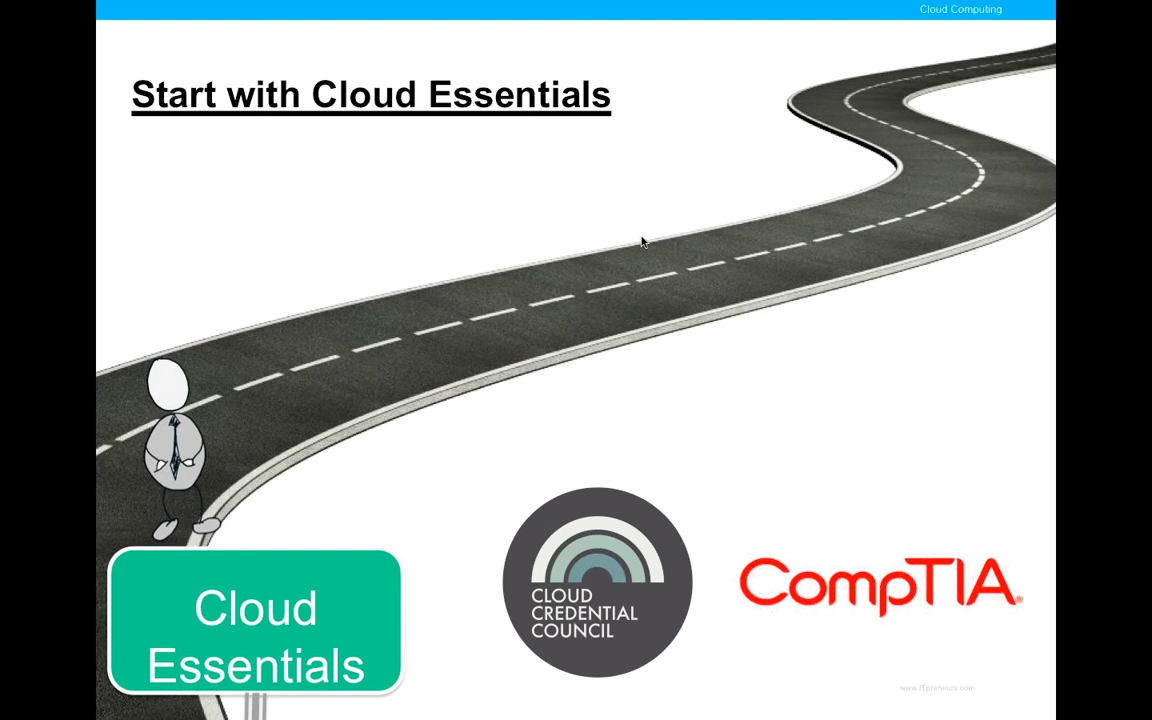 Cloud Computing
Start with Cloud Essentials
CLOUD
CREDENTIAL
COUNCIL
CompTIA®
Cloud
Essentials
www.ITpreneurs.com